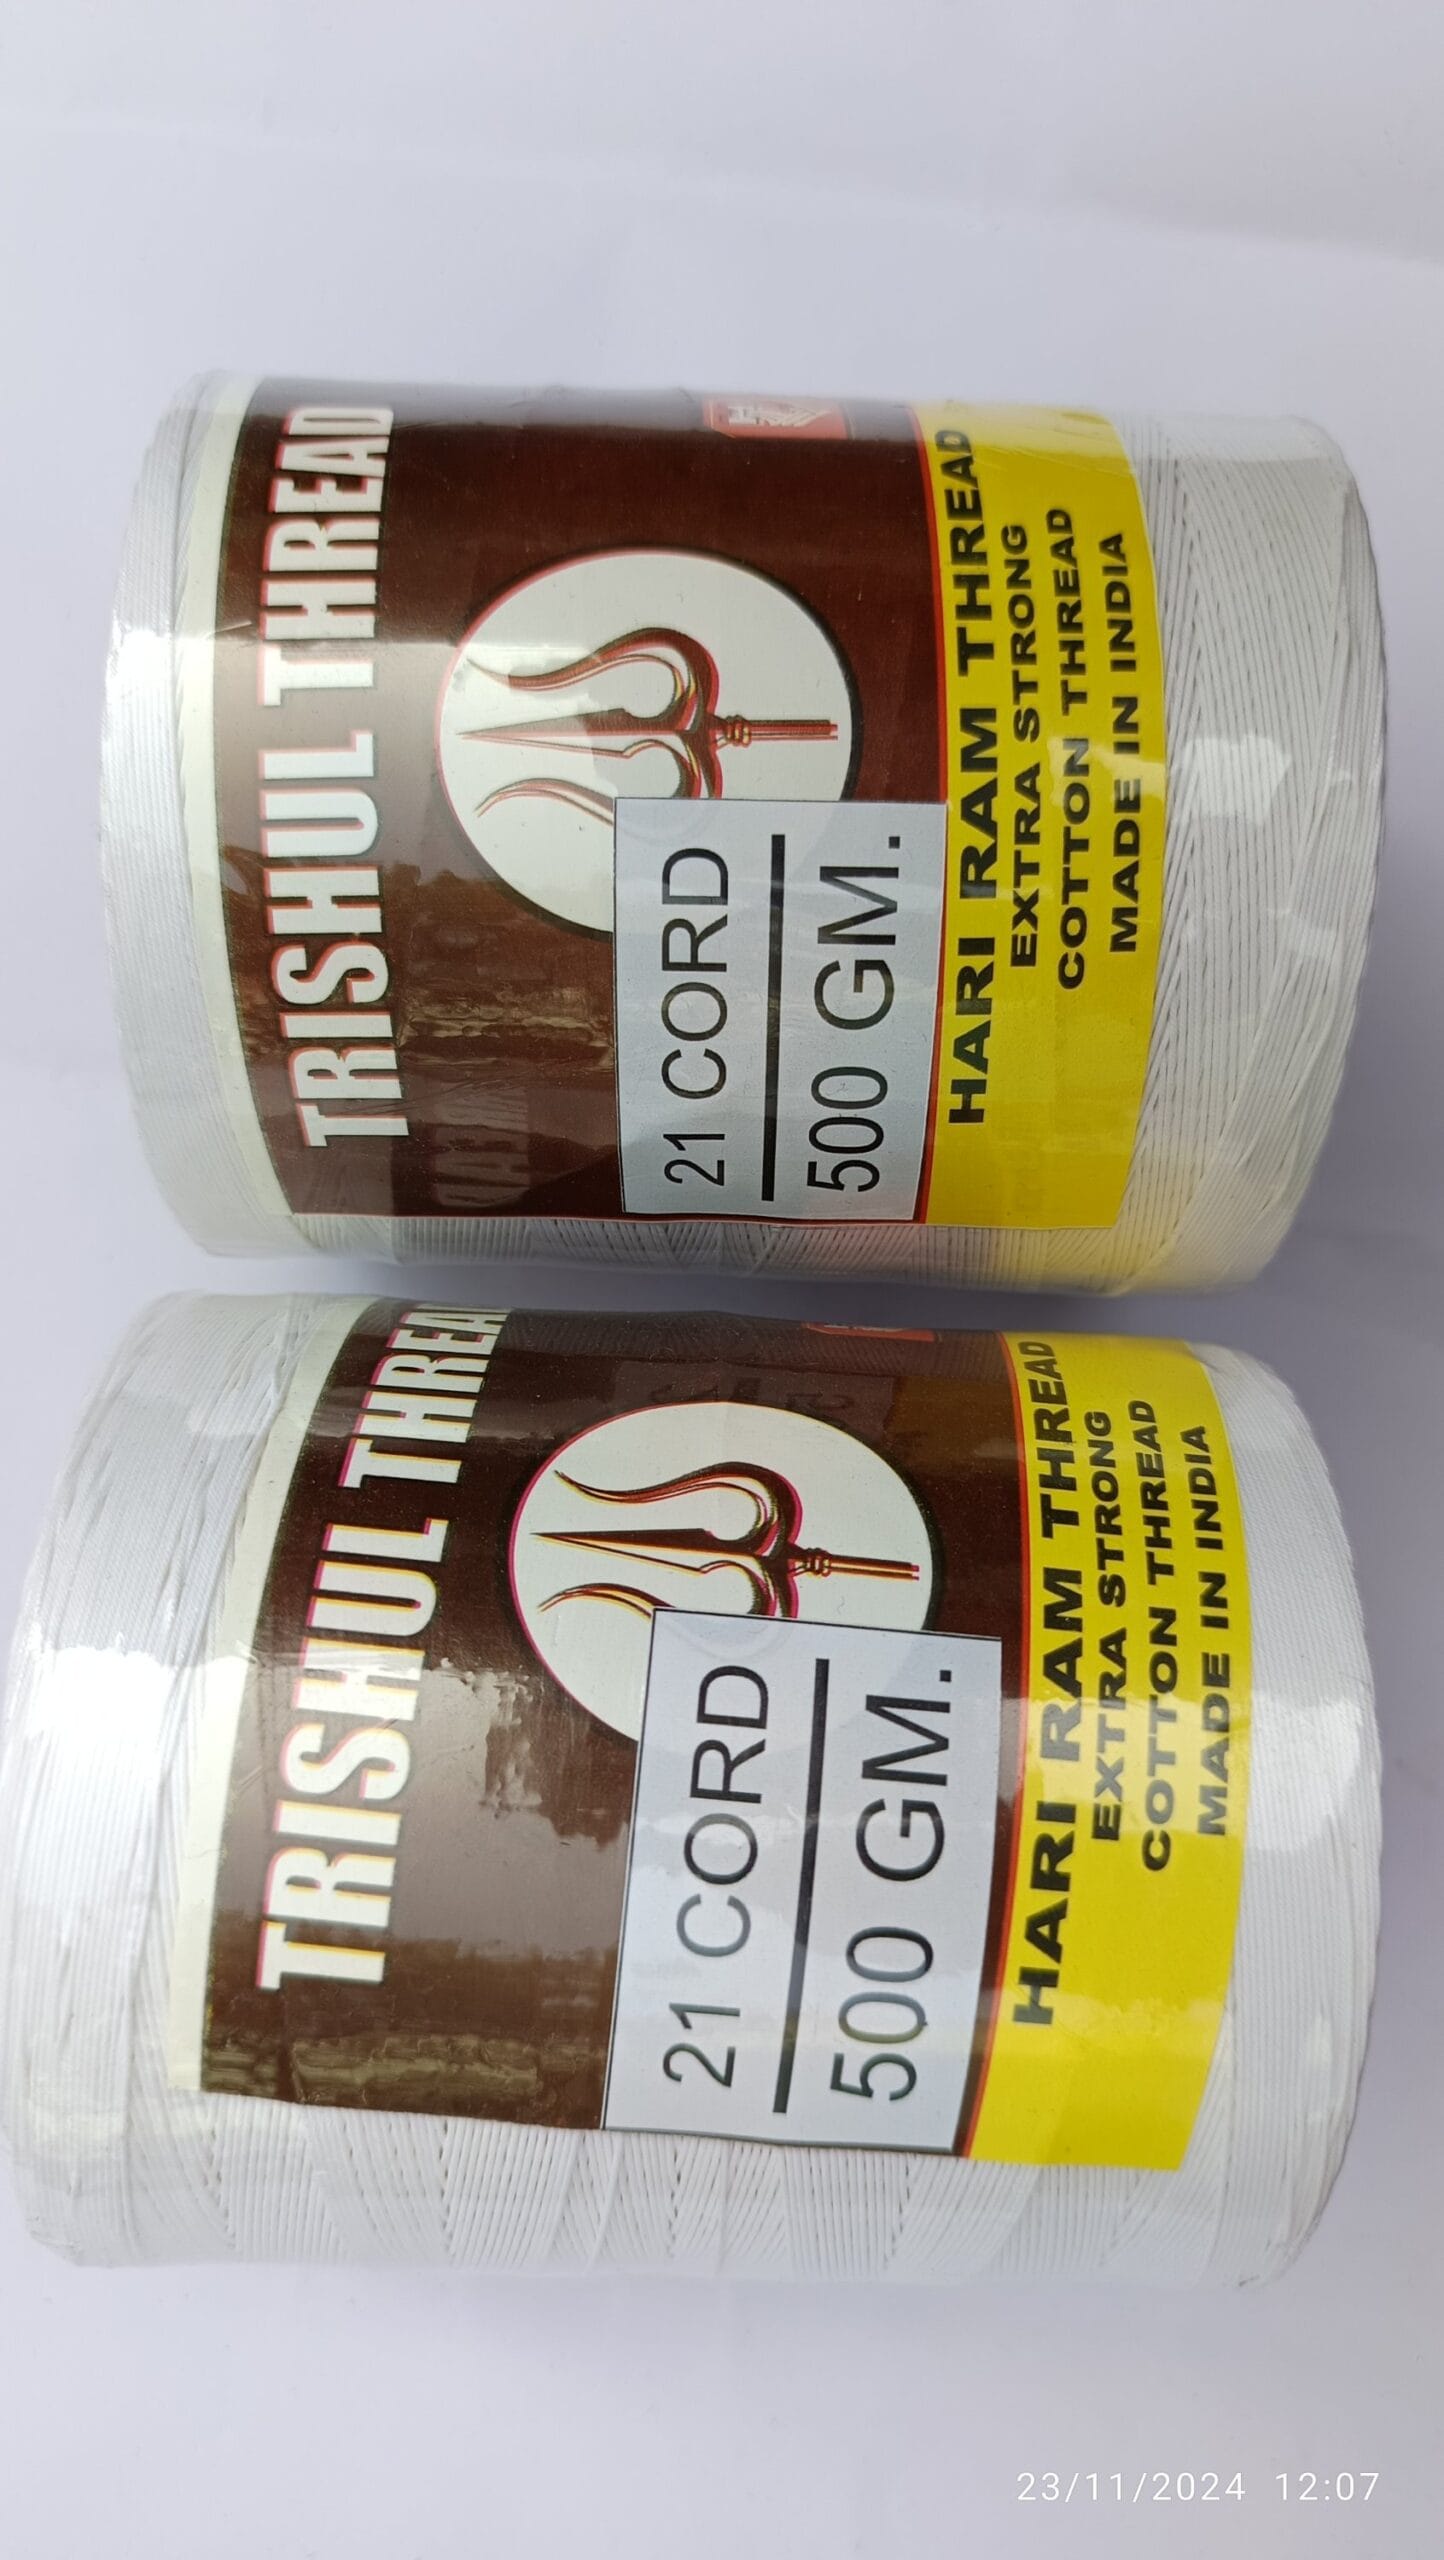 TRISHUL THREAD
21 CORD
500 GM.
HARI RAM THREAD
EXTRA STRONG
COTTON THREAD
MADE IN INDIA
TRISHUL THREAD
21 CORD
500 GM.
HARI RAM THREAD
EXTRA STRONG
COTTON THREAD
MADE IN INDIA
23/11/2024 12:07